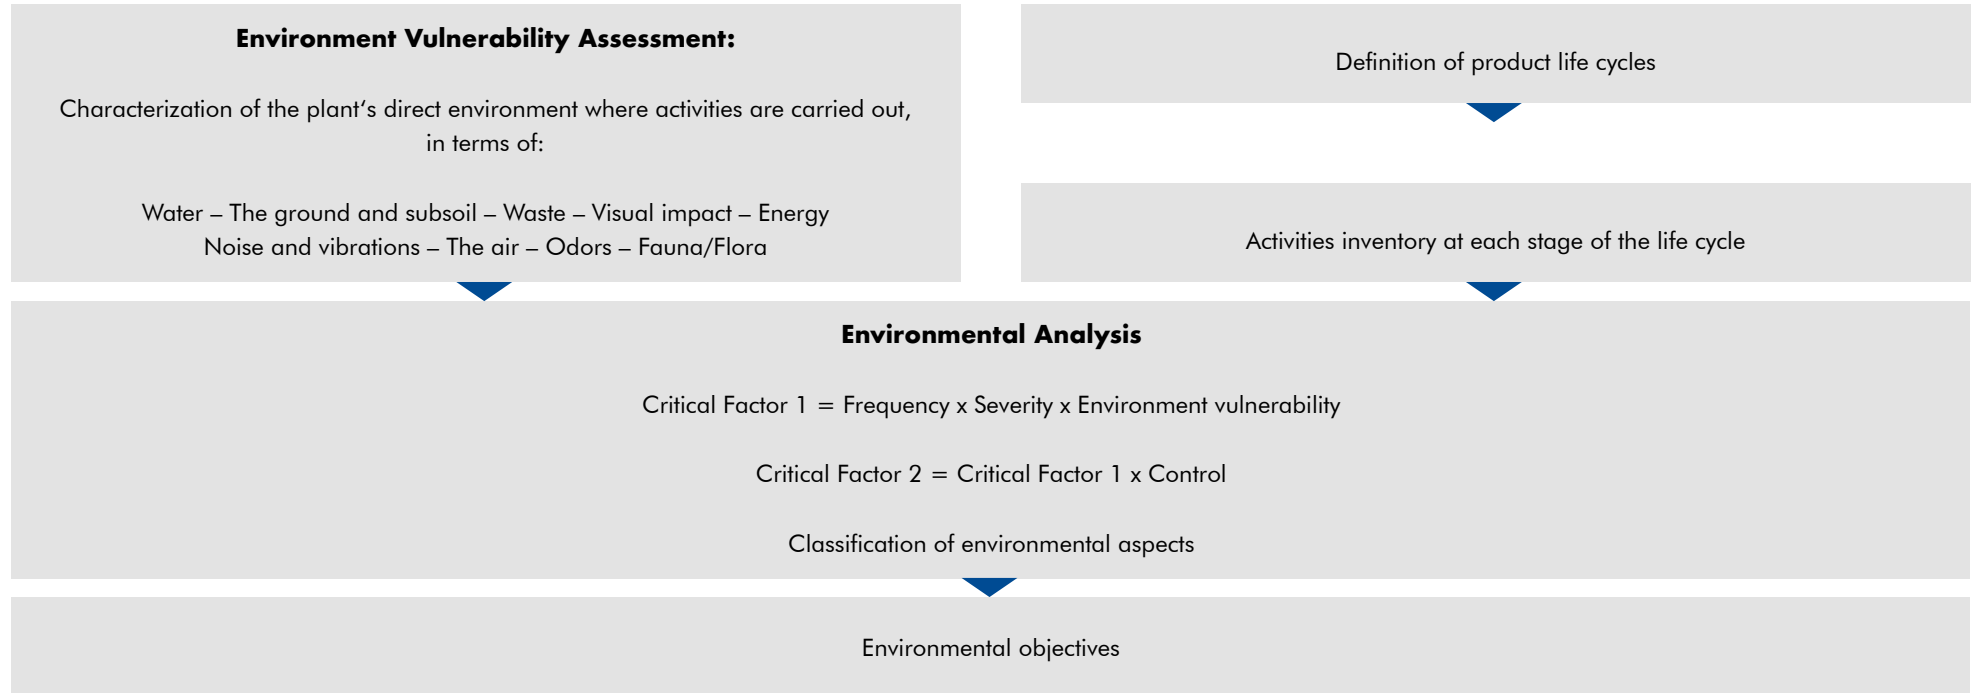 Environment Vulnerability Assessment:
Characterization of the plant‘s direct environment where activities are carried out,
in terms of:
Water – The ground and subsoil – Waste – Visual impact – Energy
Noise and vibrations – The air – Odors – Fauna/Flora
Definition of product life cycles
Activities inventory at each stage of the life cycle
Environmental Analysis
Critical Factor 1 = Frequency x Severity x Environment vulnerability
Critical Factor 2 = Critical Factor 1 x Control
Classification of environmental aspects
Environmental objectives